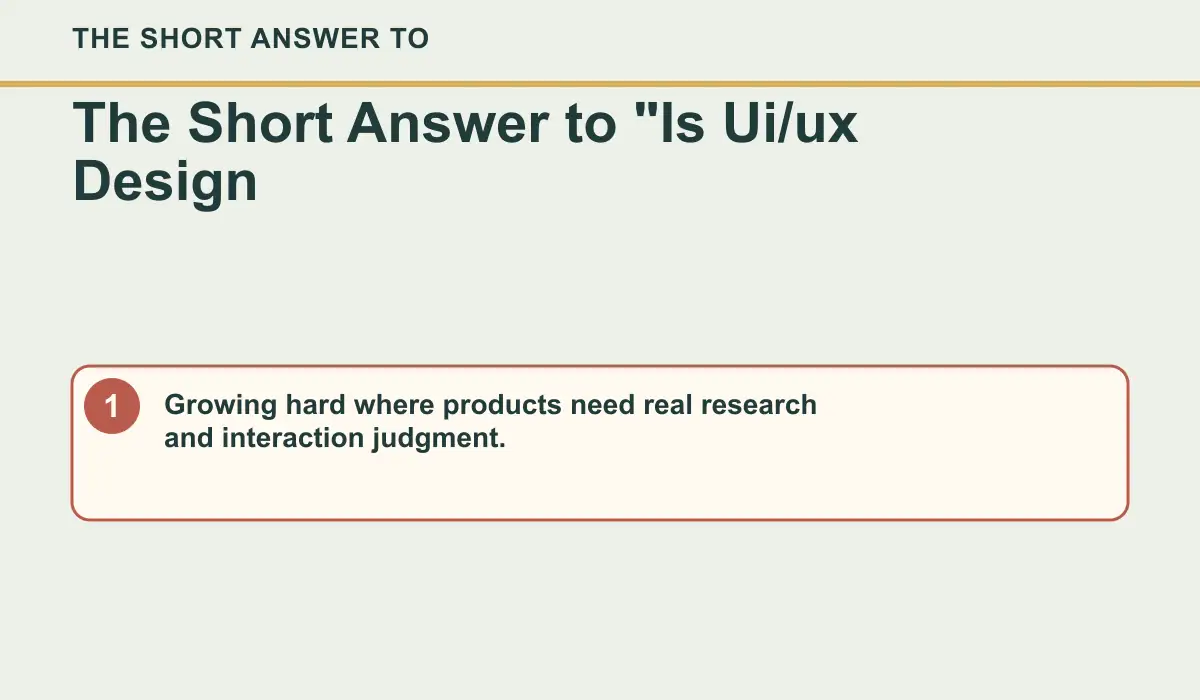 THE SHORT ANSWER TO
The Short Answer to "Is Ui/ux
Design
1
Growing hard where products need real research
and interaction judgment.